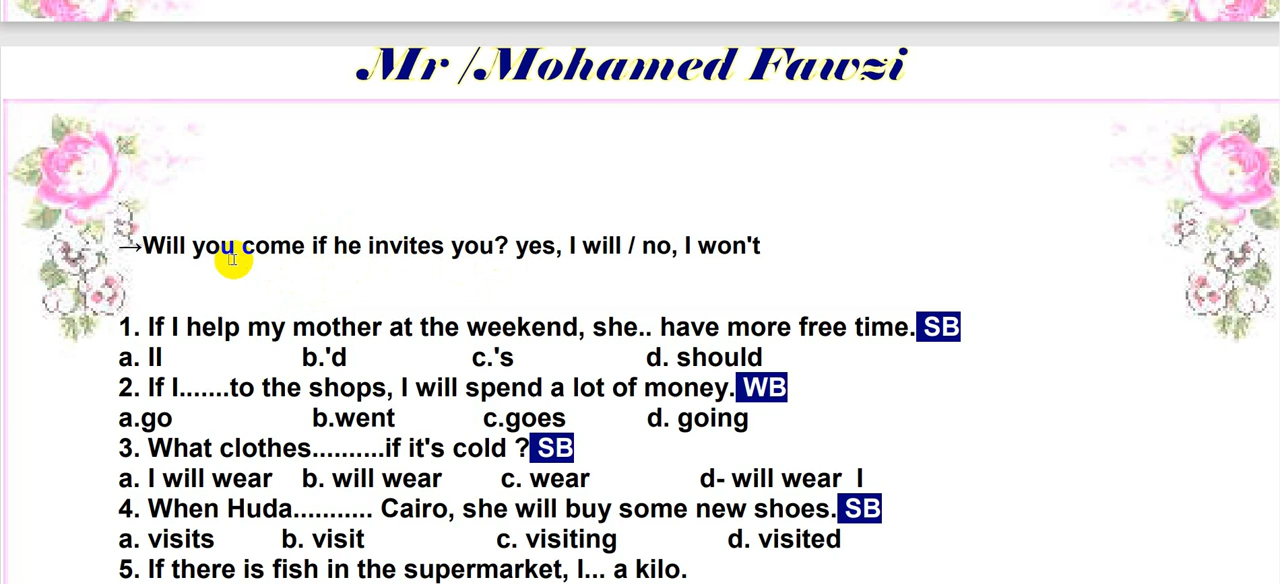 Mr /Mohamed Fawzi
→Will you come if he invites you? yes, I will / no, I won't
1. If I help my mother at the weekend, she.. have more free time. SB
a. ll b.'d c.'s d. should
2. If I.......to the shops, I will spend a lot of money. WB
a.go b.went c.goes d. going
3. What clothes..........if it's cold ? SB
a. I will wear b. will wear c. wear d- will wear I
4. When Huda........... Cairo, she will buy some new shoes. SB
a. visits b. visit c. visiting d. visited
5. If there is fish in the supermarket, I... a kilo.